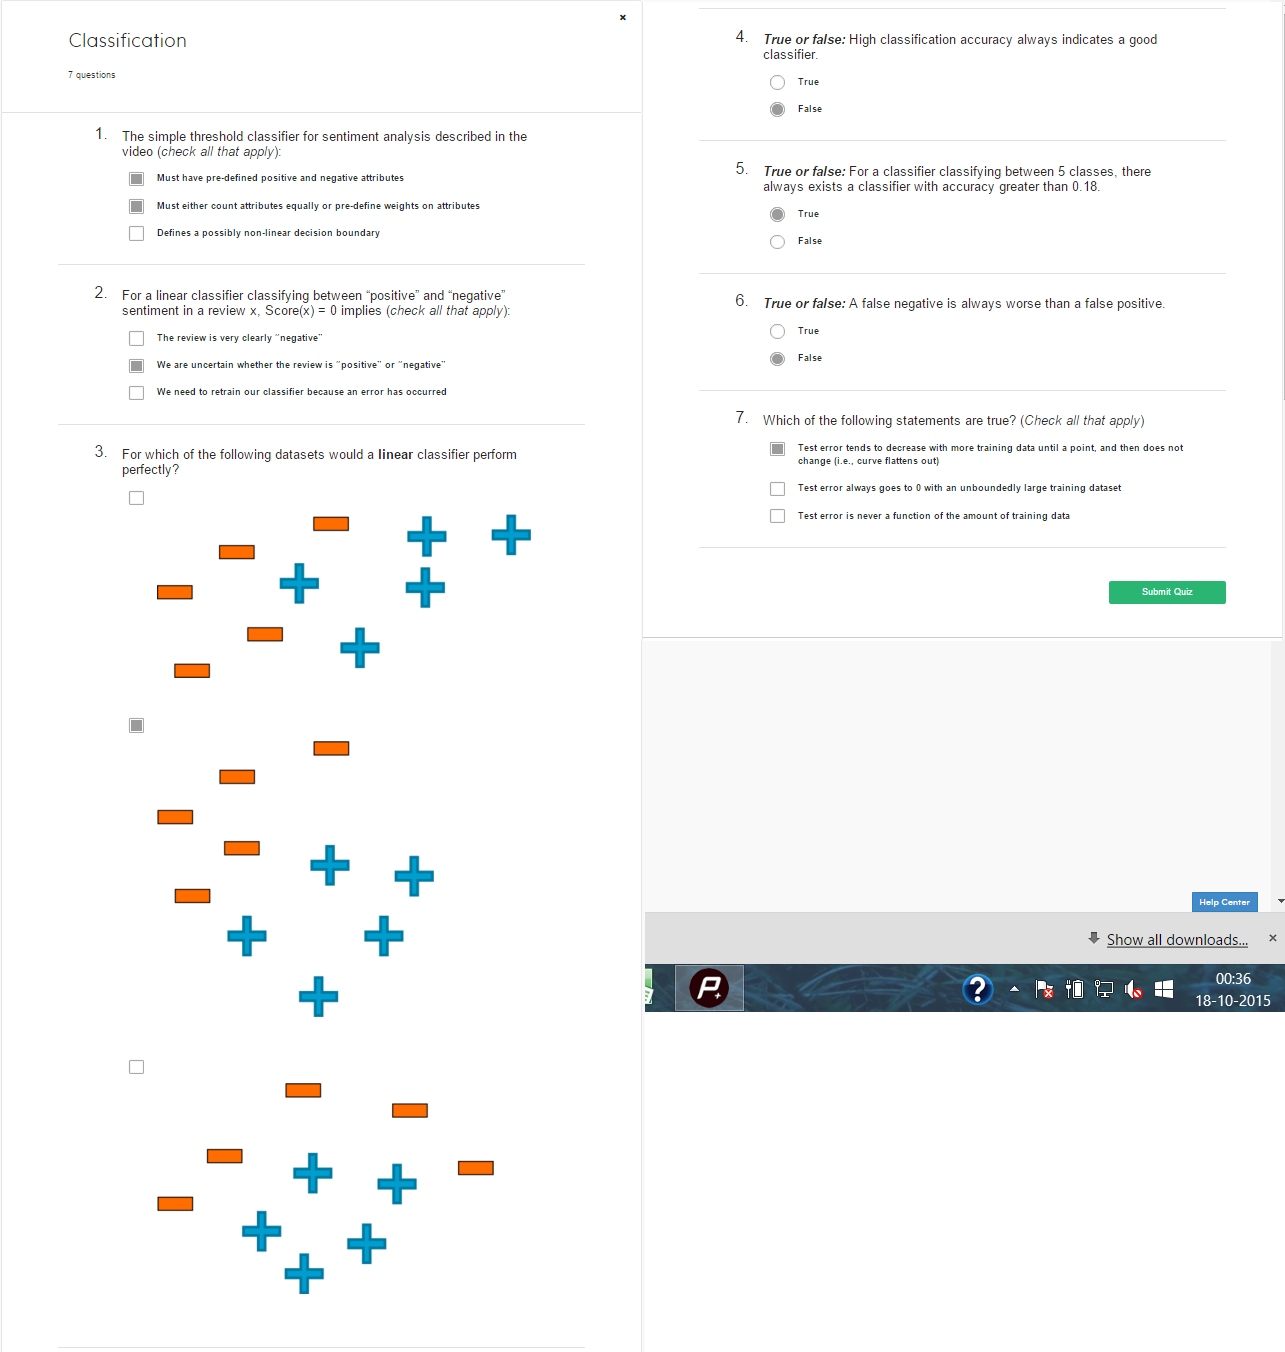 ×
Classification
7 questions
1. The simple threshold classifier for sentiment analysis described in the
video (check all that apply):
Must have pre-defined positive and negative attributes
Must either count attributes equally or pre-define weights on attributes
Defines a possibly non-linear decision boundary
2. For a linear classifier classifying between “positive” and “negative”
sentiment in a review x, Score(x) = 0 implies (check all that apply):
The review is very clearly “negative”
We are uncertain whether the review is “positive” or “negative”
We need to retrain our classifier because an error has occurred
3. For which of the following datasets would a linear classifier perform
perfectly?
4. True or false: High classification accuracy always indicates a good
classifier.
True
False
5. True or false: For a classifier classifying between 5 classes, there
always exists a classifier with accuracy greater than 0.18.
True
False
6. True or false: A false negative is always worse than a false positive.
True
False
7. Which of the following statements are true? (Check all that apply)
Test error tends to decrease with more training data until a point, and then does not
change (i.e., curve flattens out)
Test error always goes to 0 with an unboundedly large training dataset
Test error is never a function of the amount of training data
Submit Quiz
Help Center
Show all downloads... ×
P+
?
00:36
18-10-2015